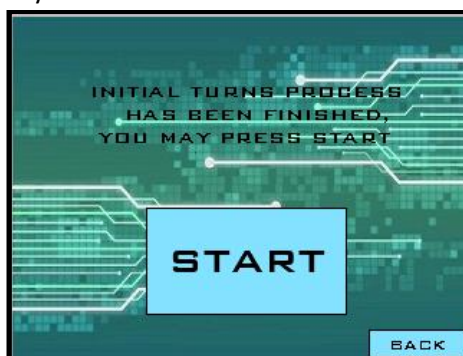 INITIAL TURNS PROCESS
HAS BEEN FINISHED,
YOU MAY PRESS START
START
BACK